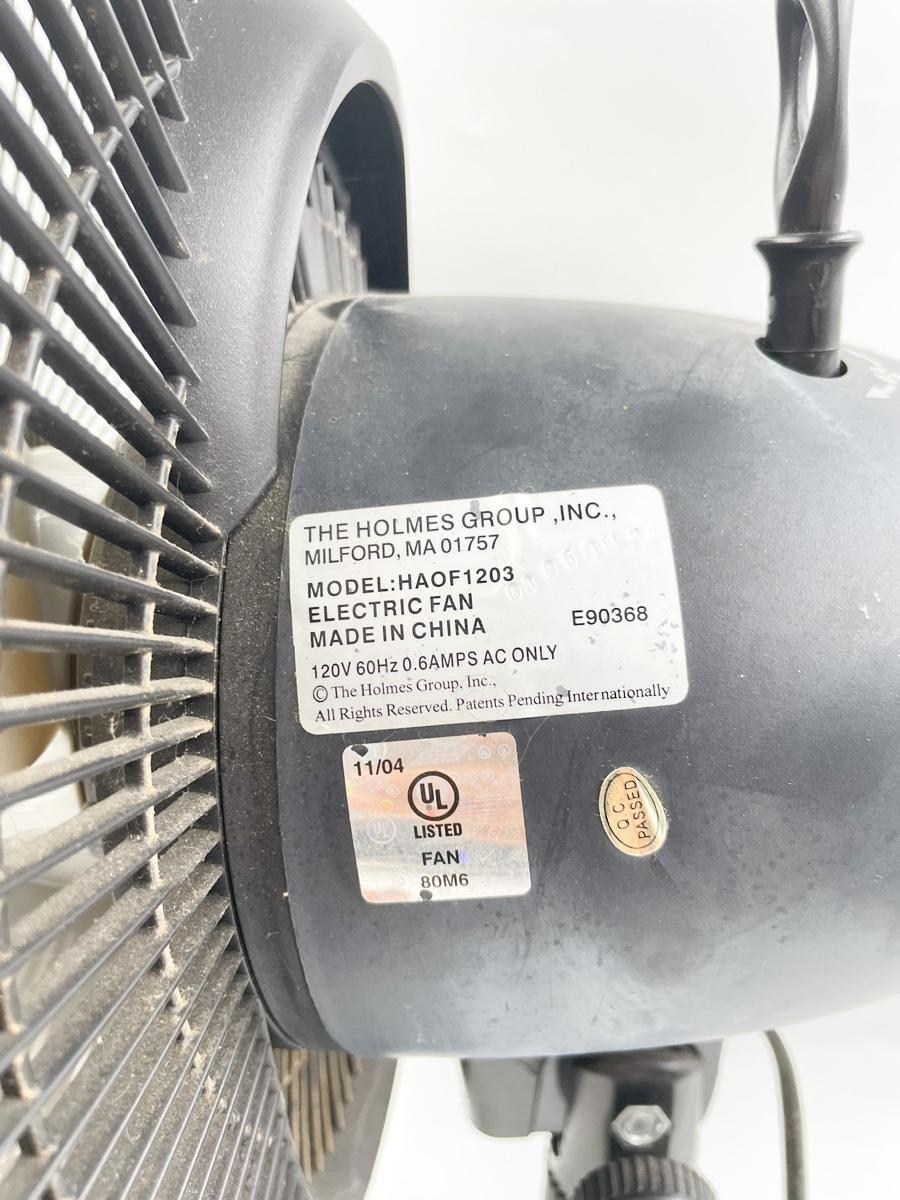 THE HOLMES GROUP ,INC.,
MILFORD, MA 01757
MODEL:HAOF1203
ELECTRIC FAN
MADE IN CHINA
E90368
120V 60Hz 0.6AMPS AC ONLY
© The Holmes Group, Inc.,
All Rights Reserved. Patents Pending Internationally
11/04
UL
®
LISTED
FAN
80M6
Q.C.
PASSED